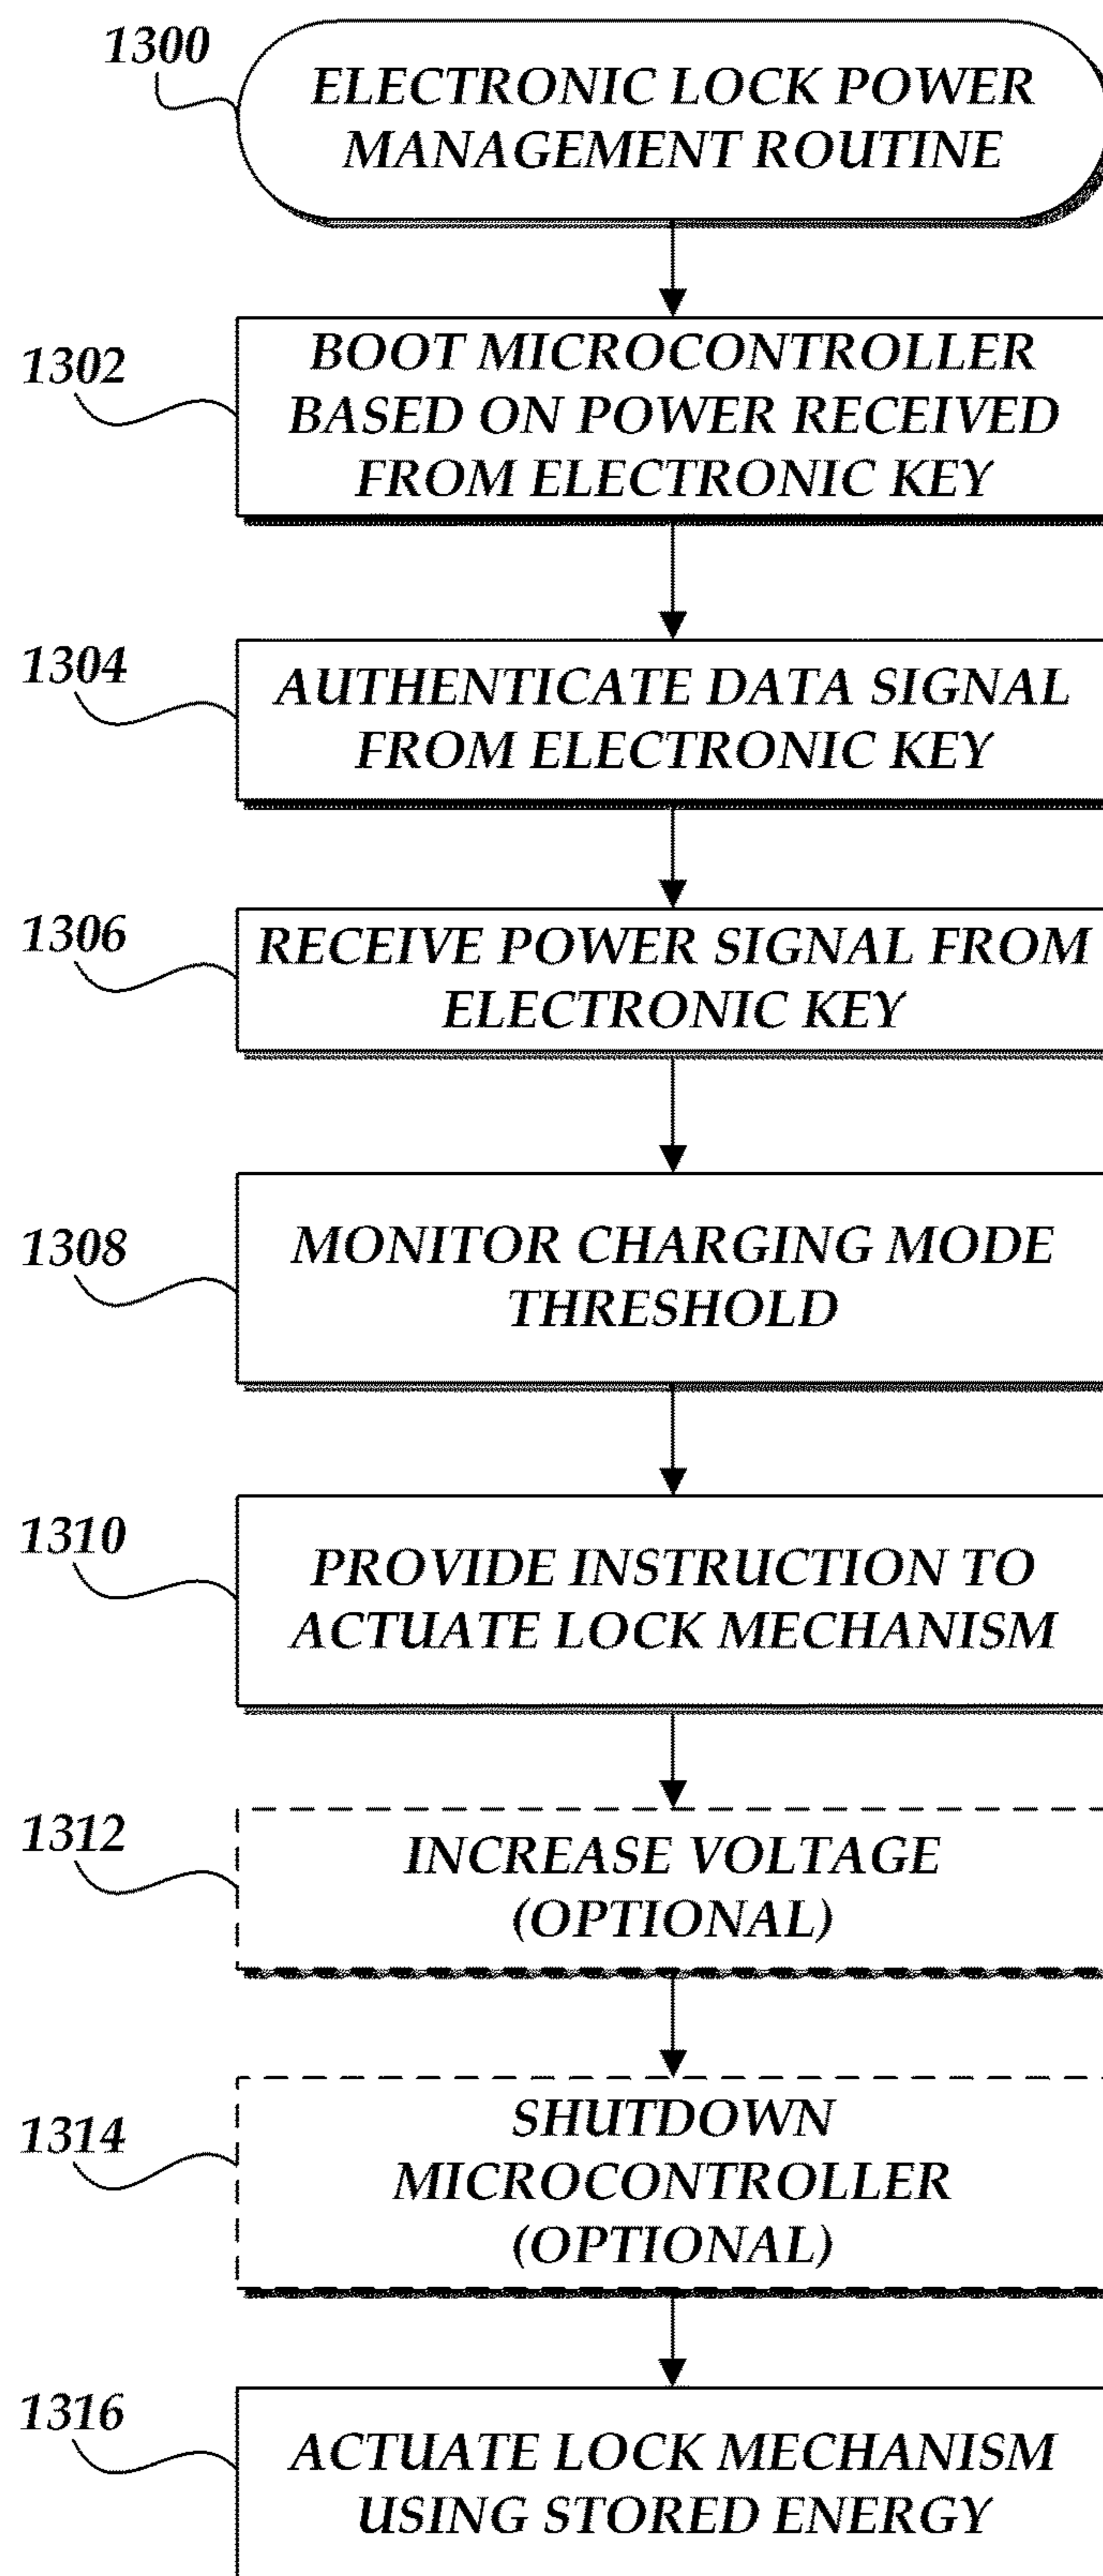 1300
ELECTRONIC LOCK POWER
MANAGEMENT ROUTINE
1302
BOOT MICROCONTROLLER
BASED ON POWER RECEIVED
FROM ELECTRONIC KEY
1304
AUTHENTICATE DATA SIGNAL
FROM ELECTRONIC KEY
1306
RECEIVE POWER SIGNAL FROM
ELECTRONIC KEY
1308
MONITOR CHARGING MODE
THRESHOLD
1310
PROVIDE INSTRUCTION TO
ACTUATE LOCK MECHANISM
1312
INCREASE VOLTAGE
(OPTIONAL)
1314
SHUTDOWN
MICROCONTROLLER
(OPTIONAL)
1316
ACTUATE LOCK MECHANISM
USING STORED ENERGY